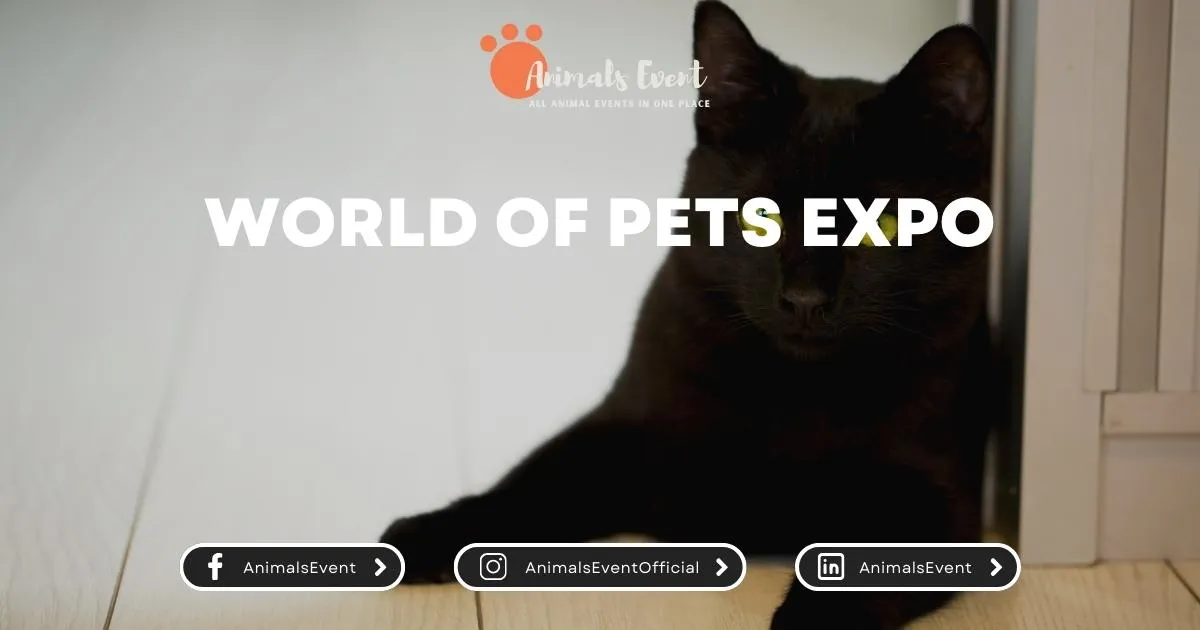 Animals Event
ALL ANIMAL EVENTS IN ONE PLACE
WORLD OF PETS EXPO
AnimalsEvent
AnimalsEventOfficial
AnimalsEvent